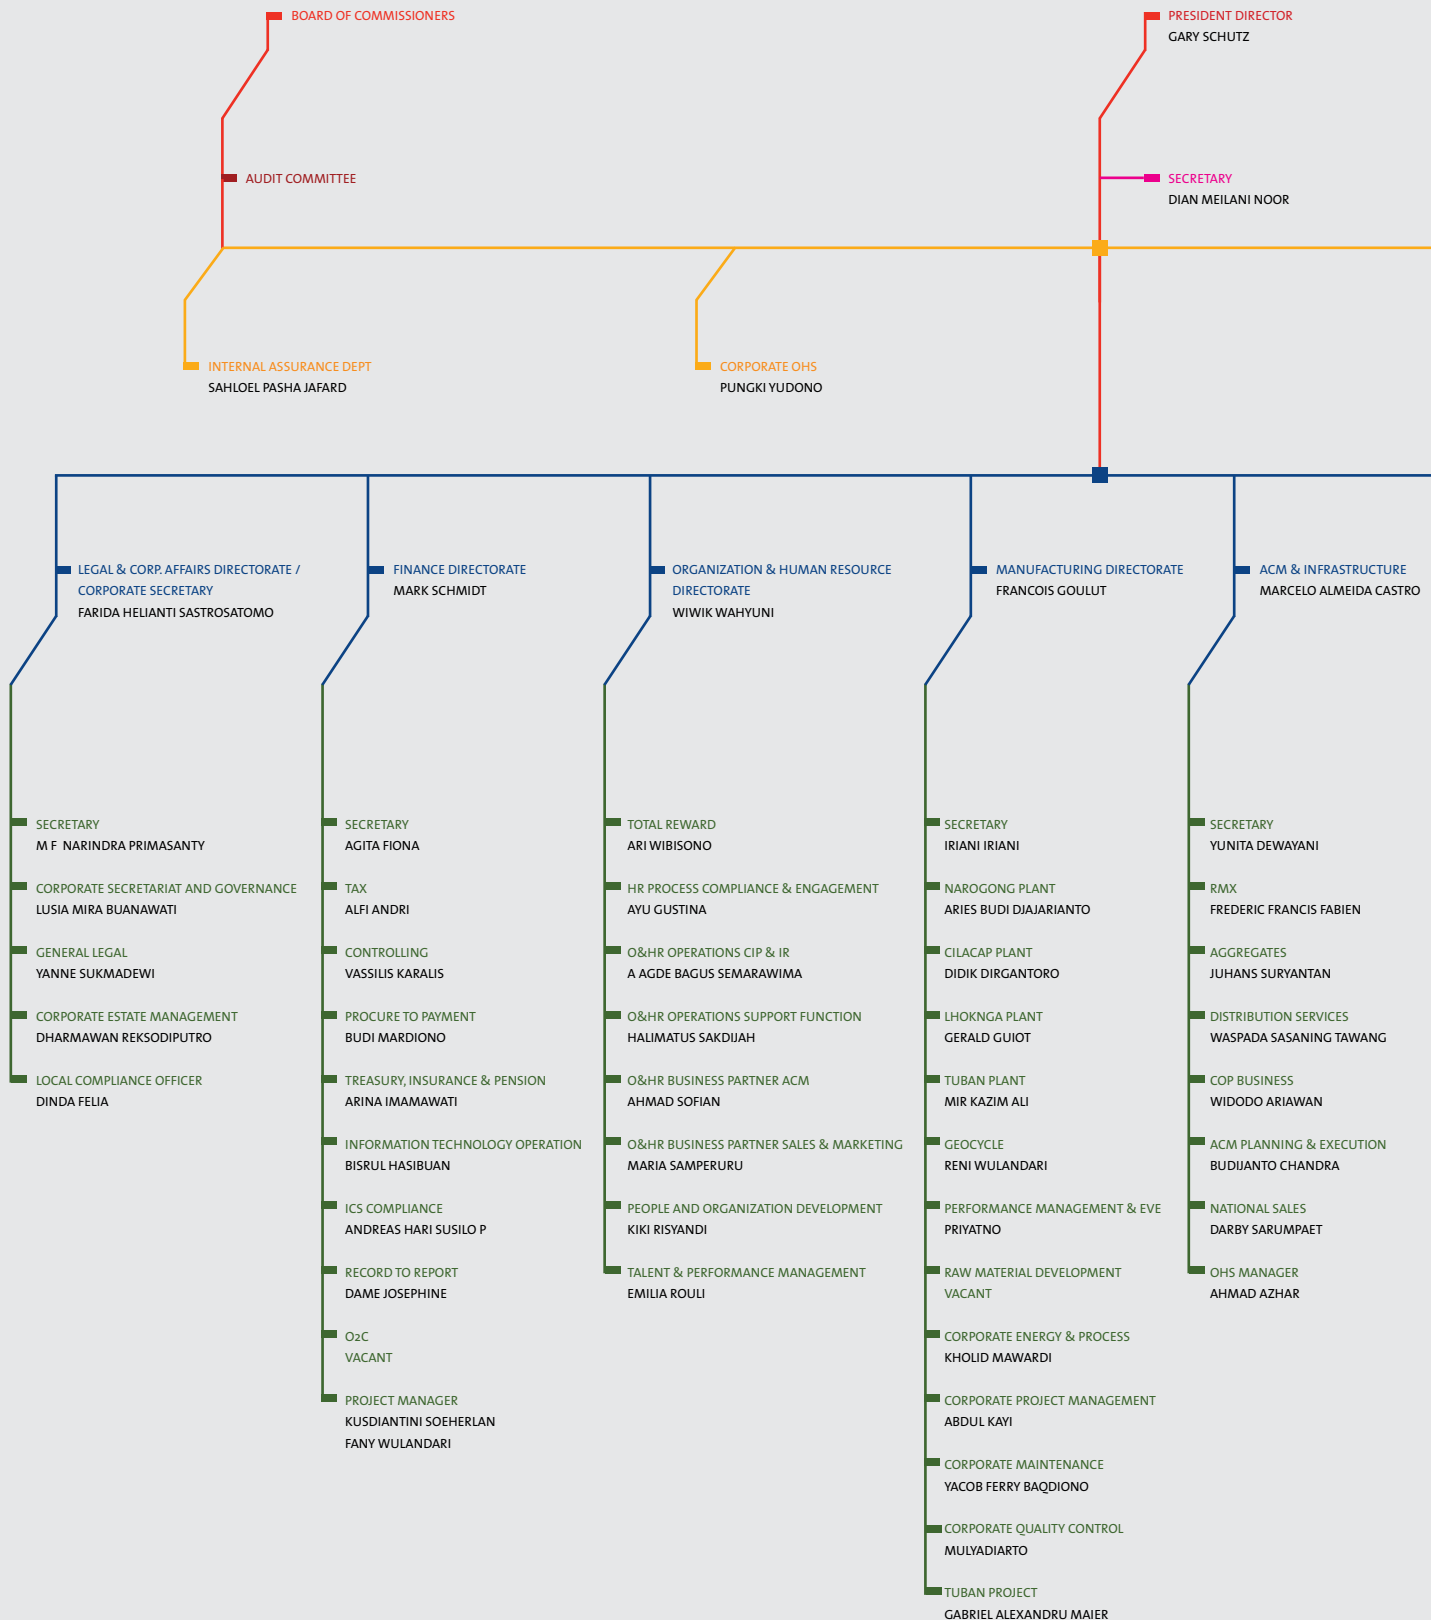 BOARD OF COMMISSIONERS
PRESIDENT DIRECTOR
GARY SCHUTZ
AUDIT COMMITTEE
SECRETARY
DIAN MEILANI NOOR
INTERNAL ASSURANCE DEPT
SAHLOEL PASHA JAFARD
CORPORATE OHS
PUNGKI YUDONO
LEGAL & CORP. AFFAIRS DIRECTORATE /
CORPORATE SECRETARY
FARIDA HELIANTI SASTROSATOMO
FINANCE DIRECTORATE
MARK SCHMIDT
ORGANIZATION & HUMAN RESOURCE
DIRECTORATE
WIWIK WAHYUNI
MANUFACTURING DIRECTORATE
FRANCOIS GOULUT
ACM & INFRASTRUCTURE
MARCELO ALMEIDA CASTRO
SECRETARY
M F NARINDRA PRIMASANTY
CORPORATE SECRETARIAT AND GOVERNANCE
LUSIA MIRA BUANAWATI
GENERAL LEGAL
YANNE SUKMADEWI
CORPORATE ESTATE MANAGEMENT
DHARMAWAN REKSODIPUTRO
LOCAL COMPLIANCE OFFICER
DINDA FELIA
SECRETARY
AGITA FIONA
TAX
ALFI ANDRI
CONTROLLING
VASSILIS KARALIS
PROCURE TO PAYMENT
BUDI MARDIONO
TREASURY, INSURANCE & PENSION
ARINA IMAMAWATI
INFORMATION TECHNOLOGY OPERATION
BISRUL HASIBUAN
ICS COMPLIANCE
ANDREAS HARI SUSILO P
RECORD TO REPORT
DAME JOSEPHINE
O2C
VACANT
PROJECT MANAGER
KUSDIANTINI SOEHERLAN
FANY WULANDARI
TOTAL REWARD
ARI WIBISONO
HR PROCESS COMPLIANCE & ENGAGEMENT
AYU GUSTINA
O&HR OPERATIONS CIP & IR
A AGDE BAGUS SEMARAWIMA
O&HR OPERATIONS SUPPORT FUNCTION
HALIMATUS SAKDIJAH
O&HR BUSINESS PARTNER ACM
AHMAD SOFIAN
O&HR BUSINESS PARTNER SALES & MARKETING
MARIA SAMPERURU
PEOPLE AND ORGANIZATION DEVELOPMENT
KIKI RISYANDI
TALENT & PERFORMANCE MANAGEMENT
EMILIA ROULI
SECRETARY
IRIANI IRIANI
NAROGONG PLANT
ARIES BUDI DJAJARIANTO
CILACAP PLANT
DIDIK DIRGANTORO
LHOKNGA PLANT
GERALD GUIOT
TUBAN PLANT
MIR KAZIM ALI
GEOCYCLE
RENI WULANDARI
PERFORMANCE MANAGEMENT & EVE
PRIYATNO
RAW MATERIAL DEVELOPMENT
VACANT
CORPORATE ENERGY & PROCESS
KHOLID MAWARDI
CORPORATE PROJECT MANAGEMENT
ABDUL KAYI
CORPORATE MAINTENANCE
YACOB FERRY BAQDIONO
CORPORATE QUALITY CONTROL
MULYADIARTO
TUBAN PROJECT
GABRIEL ALEXANDRU MAIER
SECRETARY
YUNITA DEWAYANI
RMX
FREDERIC FRANCIS FABIEN
AGGREGATES
JUHANS SURYANTAN
DISTRIBUTION SERVICES
WASPADA SASANING TAWANG
COP BUSINESS
WIDODO ARIAWAN
ACM PLANNING & EXECUTION
BUDIJANTO CHANDRA
NATIONAL SALES
DARBY SARUMPAET
OHS MANAGER
AHMAD AZHAR